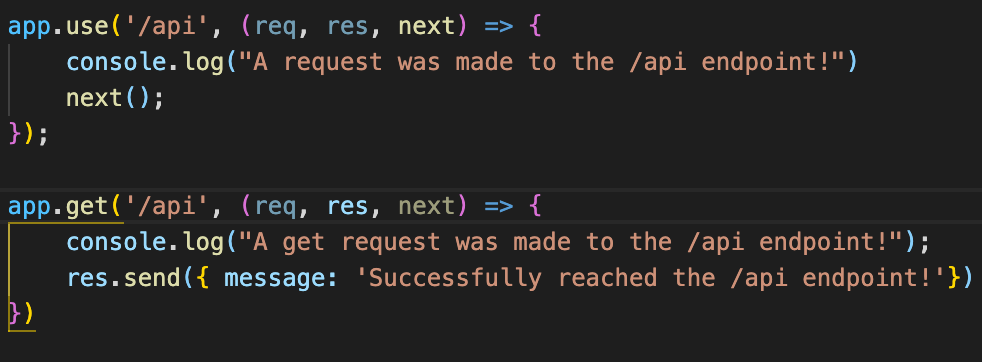 app.use('/api', (req, res, next) => {
    console.log("A request was made to the /api endpoint!")
    next();
});
app.get('/api', (req, res, next) => {
    console.log("A get request was made to the /api endpoint!");
    res.send({ message: 'Successfully reached the /api endpoint!'})
})